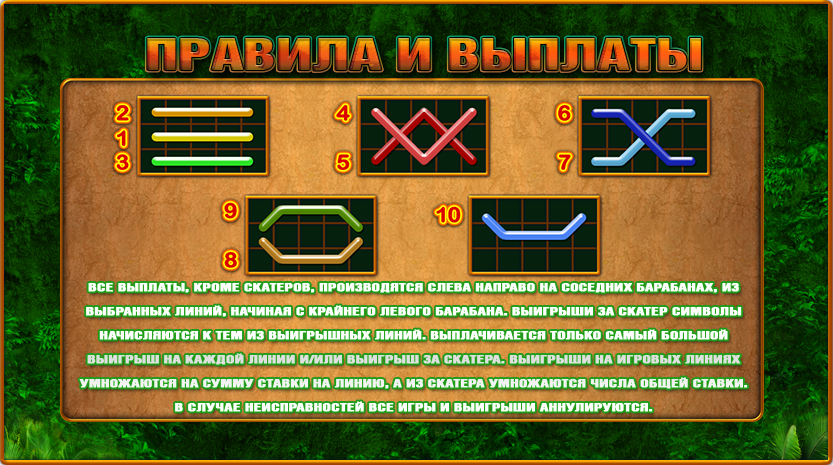 ПРАВИЛА И ВЫПЛАТЫ
2 4 6
1
3 5 7
9 10
8
ВСЕ ВЫПЛАТЫ, КРОМЕ СКАТЕРОВ, ПРОИЗВОДЯТСЯ СЛЕВА НАПРАВО НА СОСЕДНИХ БАРАБАНАХ, ИЗ
ВЫБРАННЫХ ЛИНИЙ, НАЧИНАЯ С КРАЙНЕГО ЛЕВОГО БАРАБАНА. ВЫИГРЫШИ ЗА СКАТЕР СИМВОЛЫ
НАЧИСЛЯЮТСЯ К ТЕМ ИЗ ВЫИГРЫШНЫХ ЛИНИЙ. ВЫПЛАЧИВАЕТСЯ ТОЛЬКО САМЫЙ БОЛЬШОЙ
ВЫИГРЫШ НА КАЖДОЙ ЛИНИИ И/ИЛИ ВЫИГРЫШ ЗА СКАТЕРА. ВЫИГРЫШИ НА ИГРОВЫХ ЛИНИЯХ
УМНОЖАЮТСЯ НА СУММУ СТАВКИ НА ЛИНИЮ, А ИЗ СКАТЕРА УМНОЖАЮТСЯ ЧИСЛА ОБЩЕЙ СТАВКИ.
В СЛУЧАЕ НЕИСПРАВНОСТЕЙ ВСЕ ИГРЫ И ВЫИГРЫШИ АННУЛИРУЮТСЯ.